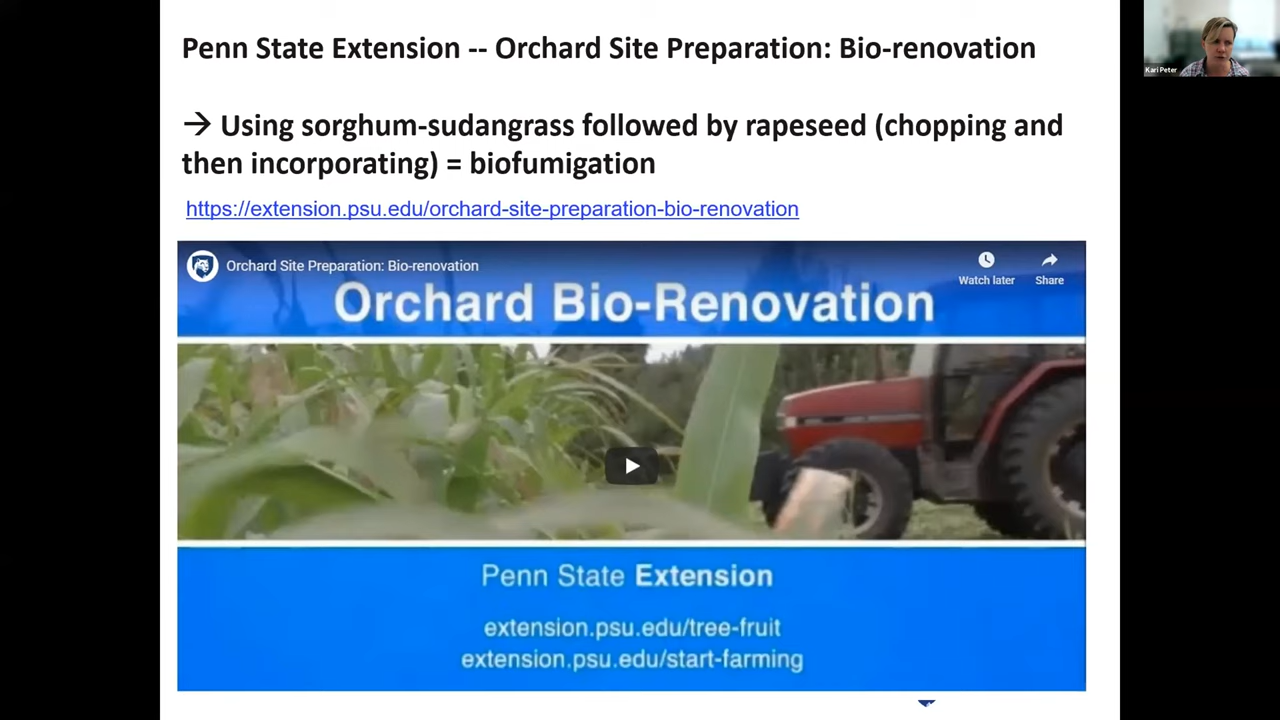 Penn State Extension -- Orchard Site Preparation: Bio-renovation
Kari Peter
→ Using sorghum-sudangrass followed by rapeseed (chopping and
then incorporating) = biofumigation
https://extension.psu.edu/orchard-site-preparation-bio-renovation
Orchard Site Preparation: Bio-renovation
Watch later
Share
Orchard Bio-Renovation
Penn State Extension
extension.psu.edu/tree-fruit
extension.psu.edu/start-farming